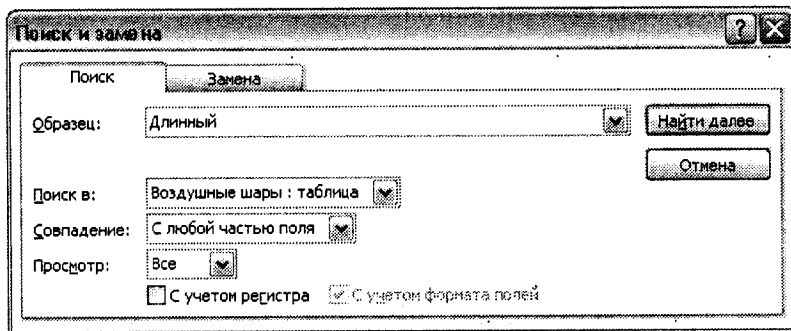 Поиск и замена
Поиск Замена
Образец: Длинный Найти далее
Отмена
Поиск в: Воздушные шары : таблица
Совпадение: С любой частью поля
Просмотр: Все
С учетом регистра С учетом формата полей